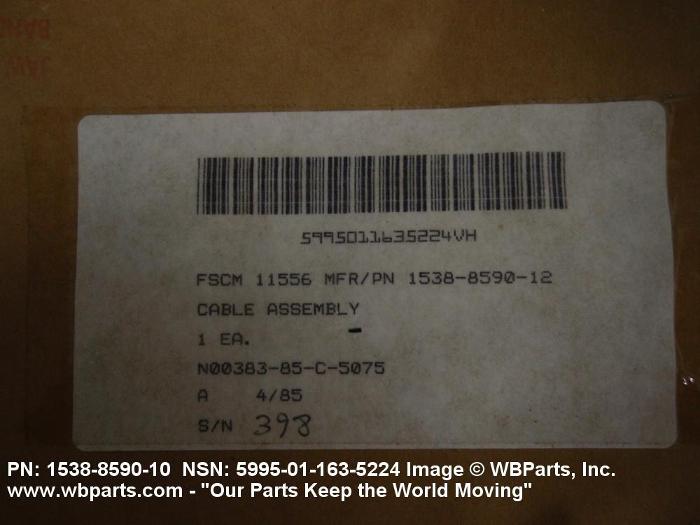 5995011635224VH
FSCM 11556 MFR/PN 1538-8590-12
CABLE ASSEMBLY
1 EA.
N00383-85-C-5075
A 4/85
S/N 398
PN: 1538-8590-10 NSN: 5995-01-163-5224 Image © WBParts, Inc.
www.wbparts.com - "Our Parts Keep the World Moving"